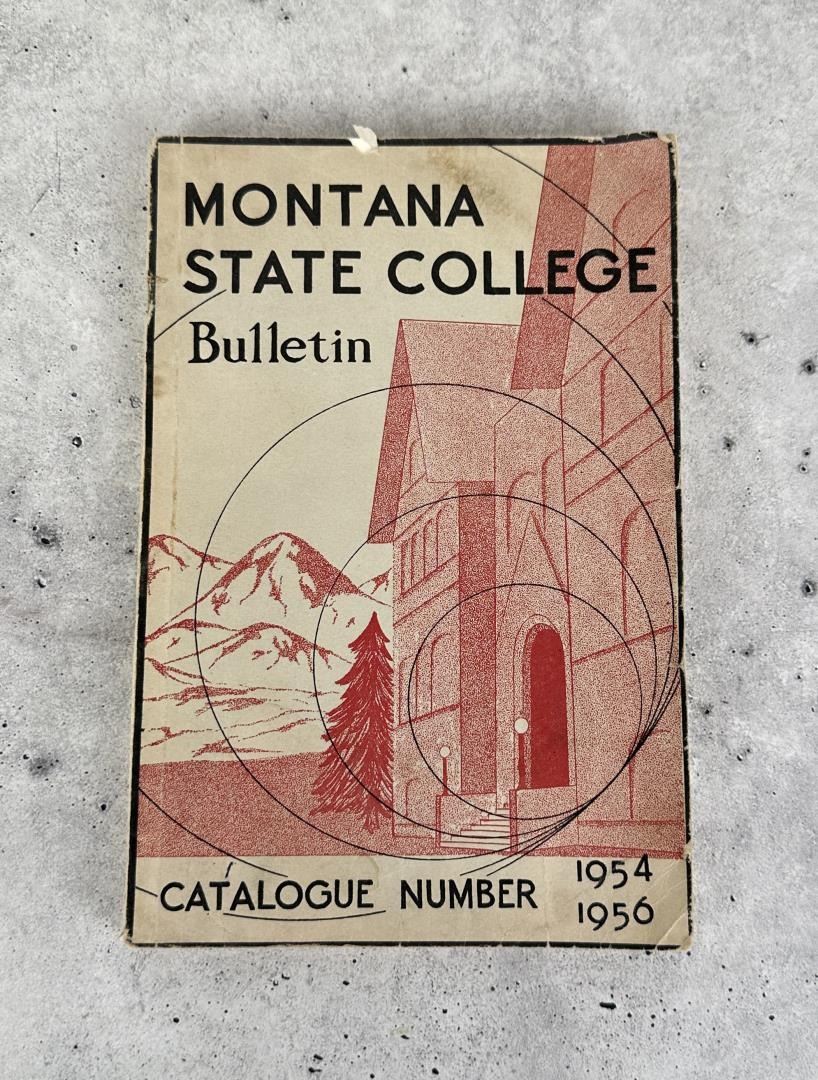 MONTANA
STATE COLLEGE
Bulletin
CATALOGUE NUMBER 1954
1956